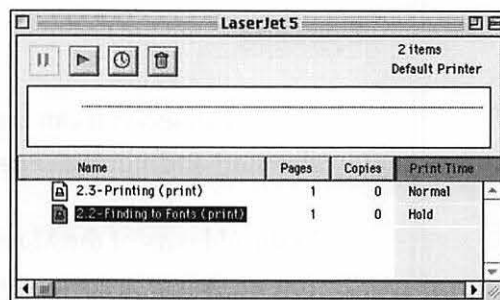 LaserJet 5
2 items
Default Printer
Name Pages Copies Print Time
2.3-Printing (print) 1 0 Normal
2.2-Finding to Fonts (print) 1 0 Hold